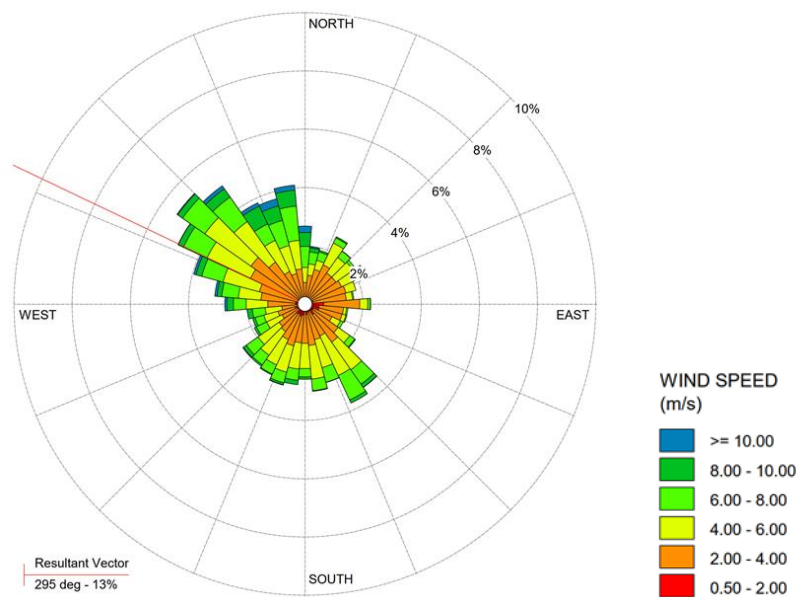 NORTH
10%
8%
6%
4%
2%
WEST
EAST
SOUTH
Resultant Vector
295 deg - 13%
WIND SPEED
(m/s)
>= 10.00
8.00 - 10.00
6.00 - 8.00
4.00 - 6.00
2.00 - 4.00
0.50 - 2.00